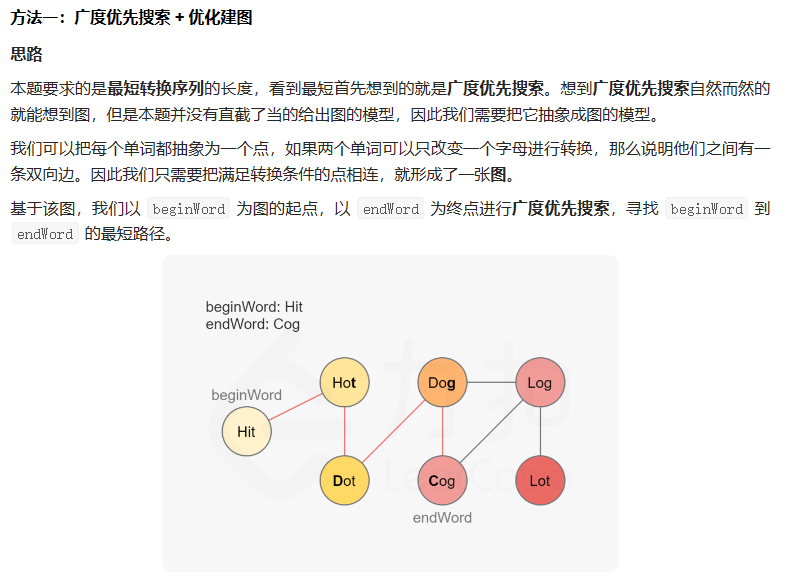 方法一：广度优先搜索 + 优化建图
思路
本题要求的是最短转换序列的长度，看到最短首先想到的就是广度优先搜索。想到广度优先搜索自然而然的
就能想到图，但是本题并没有直截了当的给出图的模型，因此我们需要把它抽象成图的模型。
我们可以把每个单词都抽象为一个点，如果两个单词可以只改变一个字母进行转换，那么说明他们之间有一
条双向边。因此我们只需要把满足转换条件的点相连，就形成了一张图。
基于该图，我们以 beginWord 为图的起点，以 endWord 为终点进行广度优先搜索，寻找 beginWord 到
endWord 的最短路径。
beginWord: Hit
endWord: Cog
beginWord
Hot
Dog
Log
Hit
Dot
Cog
Lot
endWord
力扣
LeetCode